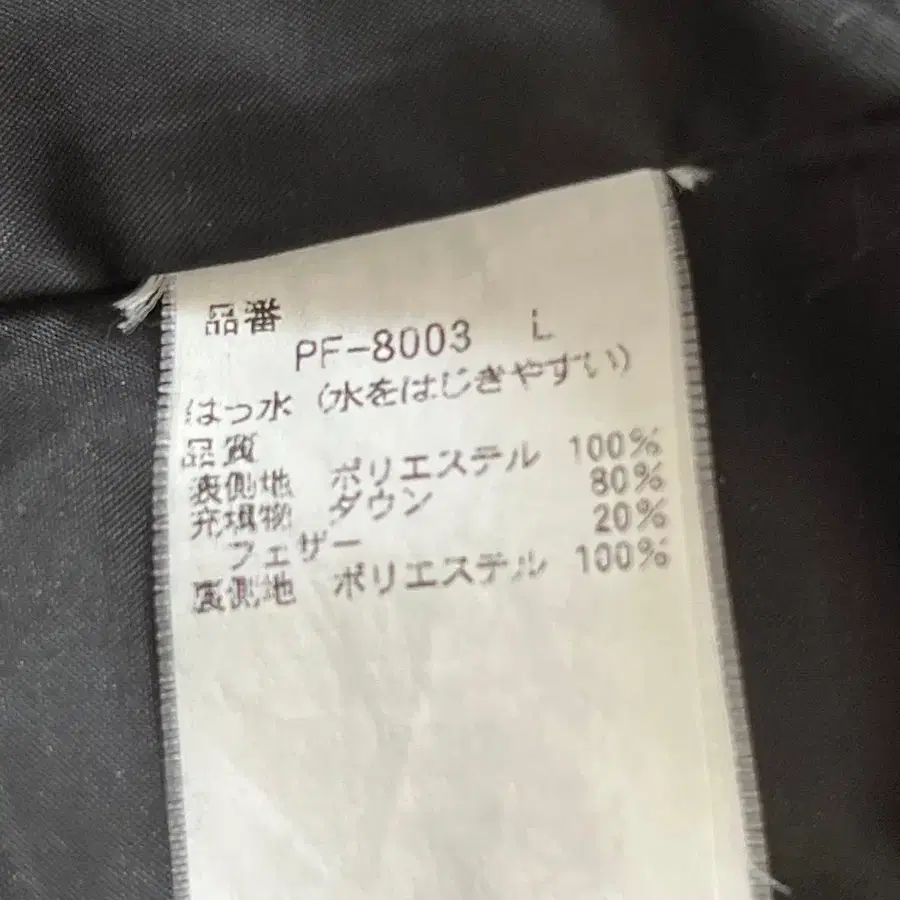 品番
PF-8003 L
はっ水（水をはじきやすい）
品質
表側地 ポリエステル 100%
充填物 ダウン 80%
フェザー 20%
裏側地 ポリエステル 100%